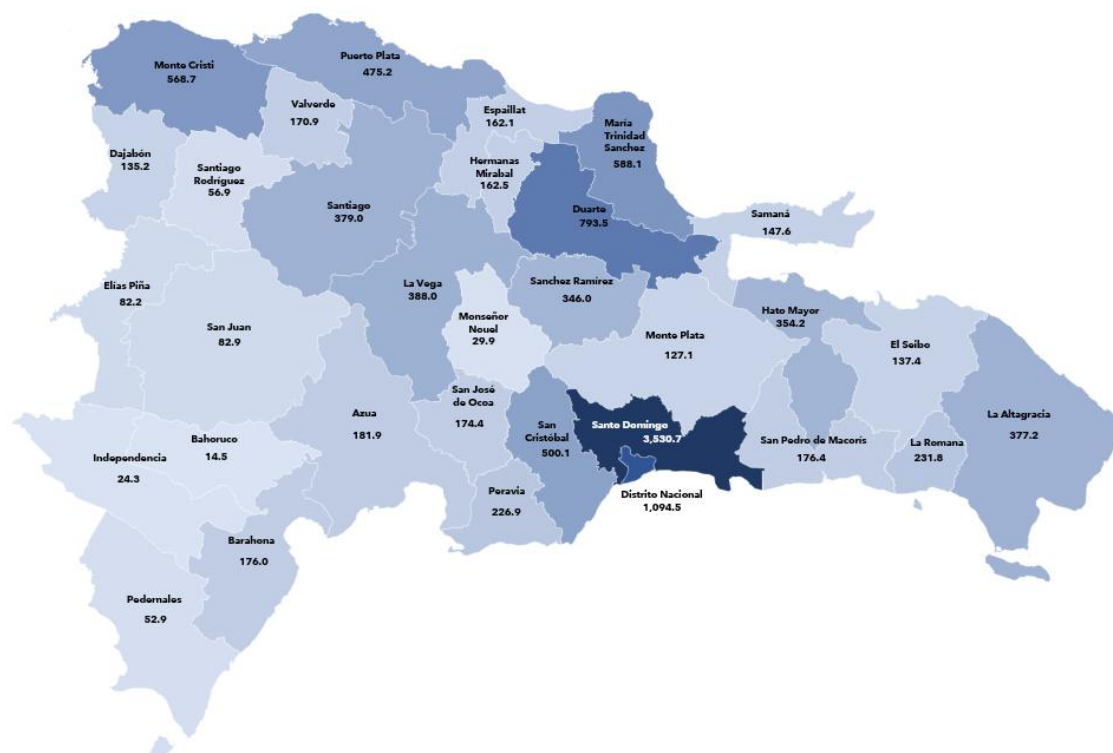 Monte Cristi
568.7
Puerto Plata
475.2
Valverde
170.9
Espaillat
162.1
María
Trinidad
Sanchez
588.1
Dajabón
135.2
Santiago
Rodríguez
56.9
Hermanas
Mirabal
162.5
Santiago
379.0
Duarte
793.5
Samaná
147.6
Elías Piña
82.2
San Juan
82.9
La Vega
388.0
Monseñor
Nouel
29.9
Sanchez Ramírez
346.0
Monte Plata
127.1
Hato Mayor
354.2
El Seibo
137.4
La Altagracia
377.2
Azua
181.9
San José
de Ocoa
174.4
San
Cristóbal
500.1
Santo Domingo
3,530.7
San Pedro de Macorís
176.4
La Romana
231.8
Bahoruco
14.5
Independencia
24.3
Peravia
226.9
Distrito Nacional
1,094.5
Barahona
176.0
Pedernales
52.9